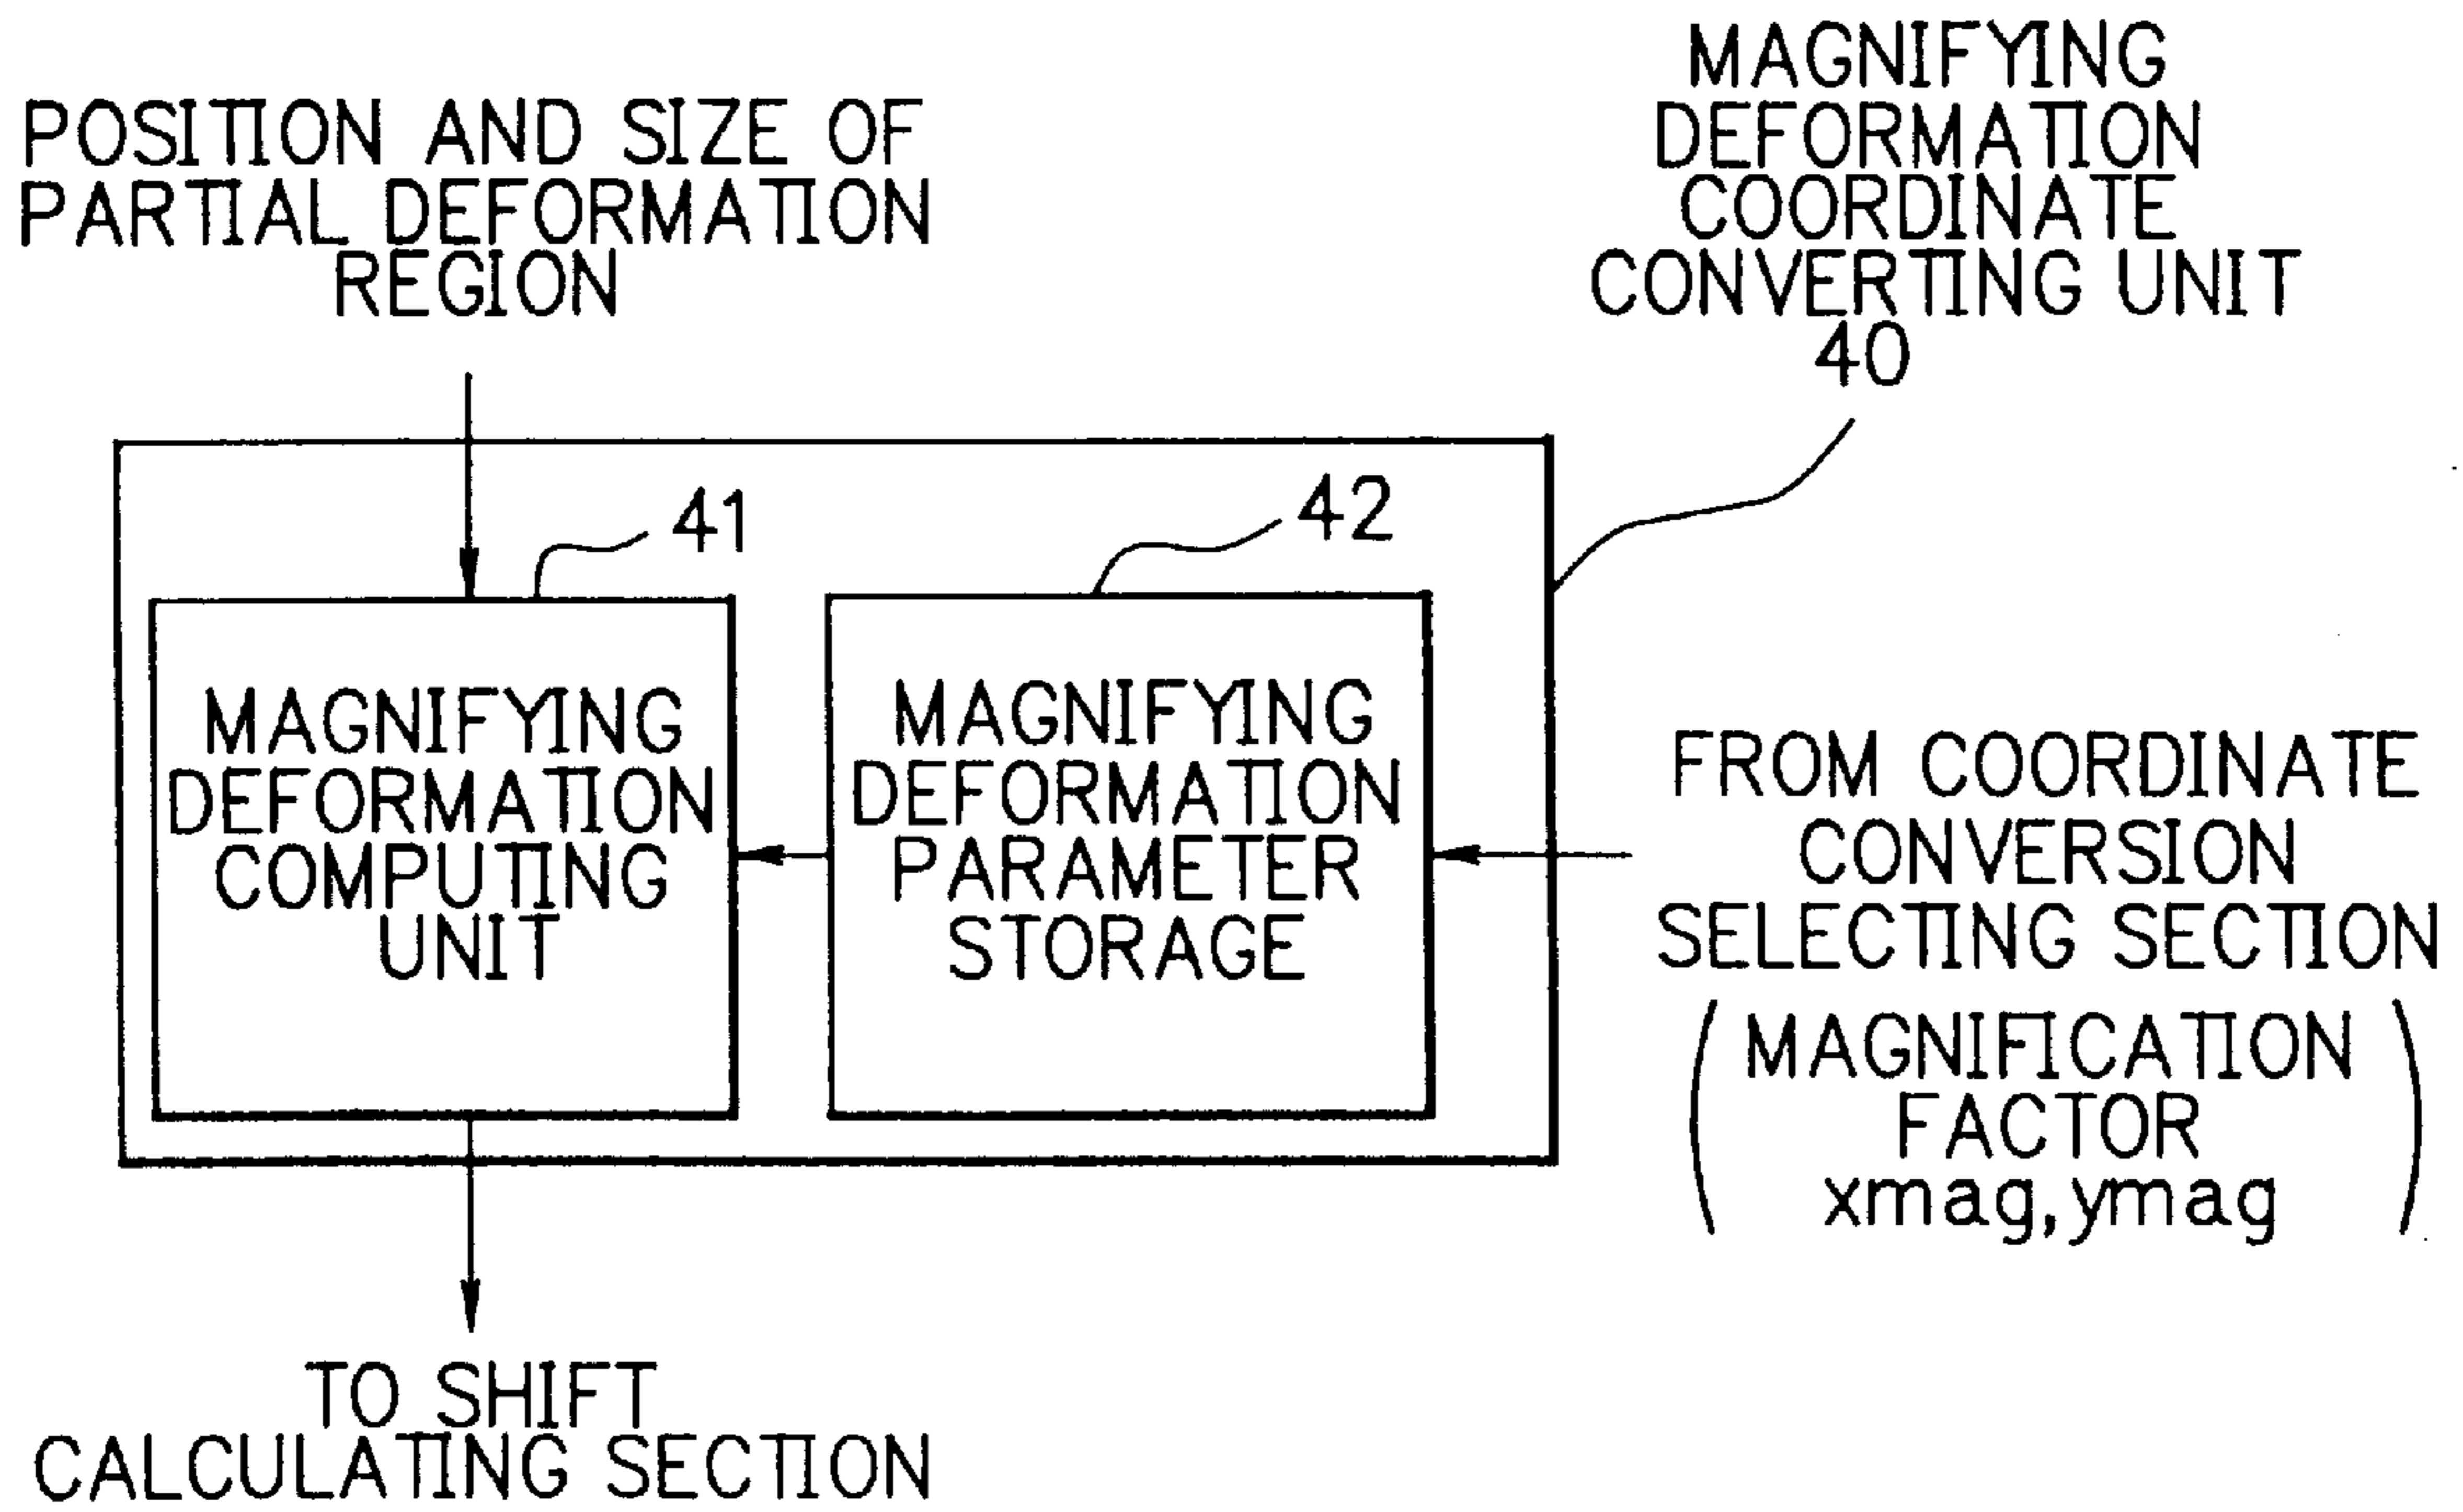 MAGNIFYING
DEFORMATION
COORDINATE
CONVERTING UNIT
40
POSITION AND SIZE OF
PARTIAL DEFORMATION
REGION
41
42
MAGNIFYING
DEFORMATION
COMPUTING
UNIT
MAGNIFYING
DEFORMATION
PARAMETER
STORAGE
FROM COORDINATE
CONVERSION
SELECTING SECTION
(MAGNIFICATION
FACTOR
xmag,ymag)
TO SHIFT
CALCULATING SECTION